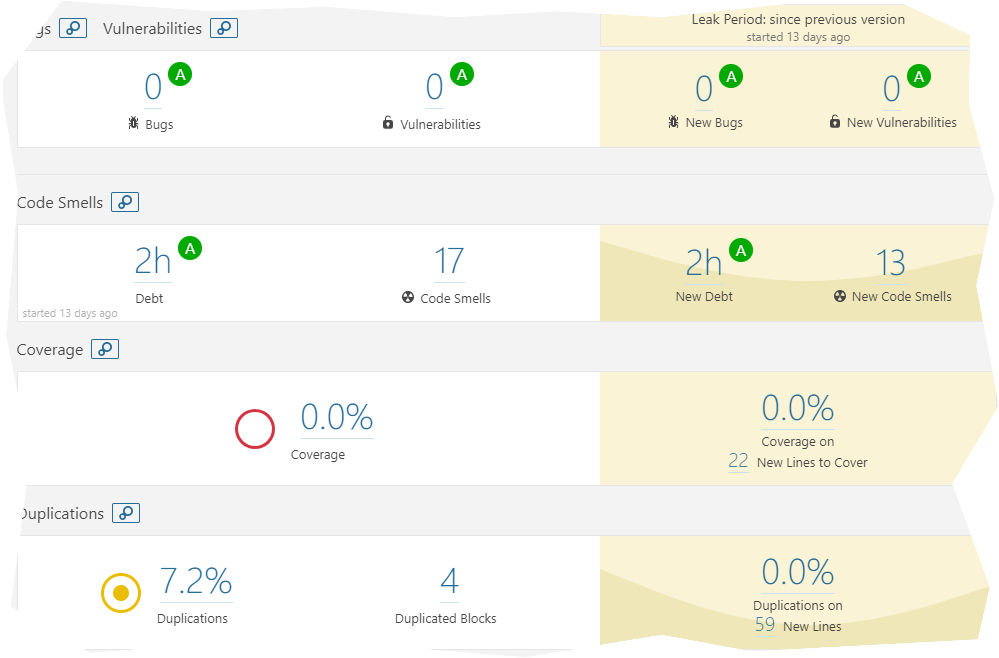 gs Vulnerabilities
Leak Period: since previous version
started 13 days ago
0 A
Bugs
0 A
Vulnerabilities
0 A
New Bugs
0 A
New Vulnerabilities
Code Smells
2h A
Debt
17
Code Smells
started 13 days ago
2h A
New Debt
13
New Code Smells
Coverage
0.0%
Coverage
0.0%
Coverage on
22 New Lines to Cover
Duplications
7.2%
Duplications
4
Duplicated Blocks
0.0%
Duplications on
59 New Lines